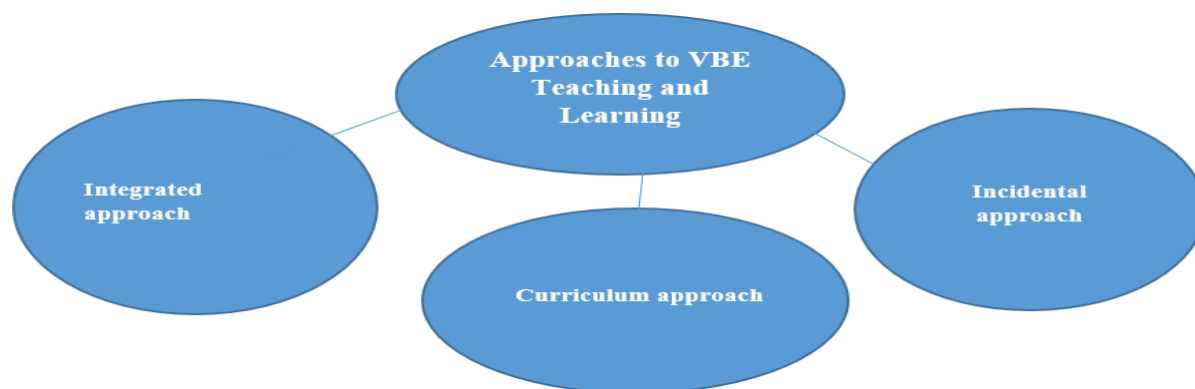 Approaches to VBE
Teaching and
Learning
Integrated
approach
Incidental
approach
Curriculum approach